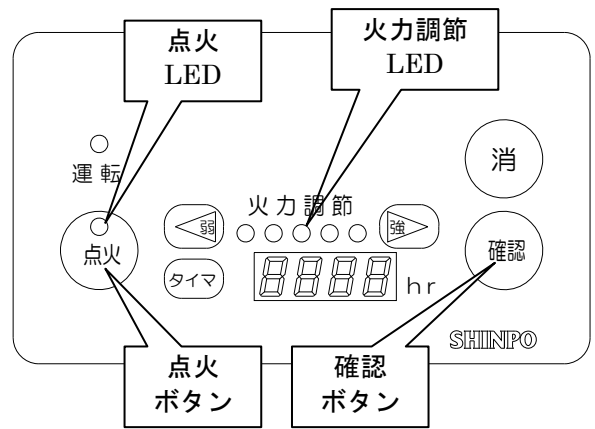 点火
LED
火力調節
LED
運転
消
火力調節
弱
強
点火
確認
タイマ
8888
hr
SHINPO
点火
ボタン
確認
ボタン